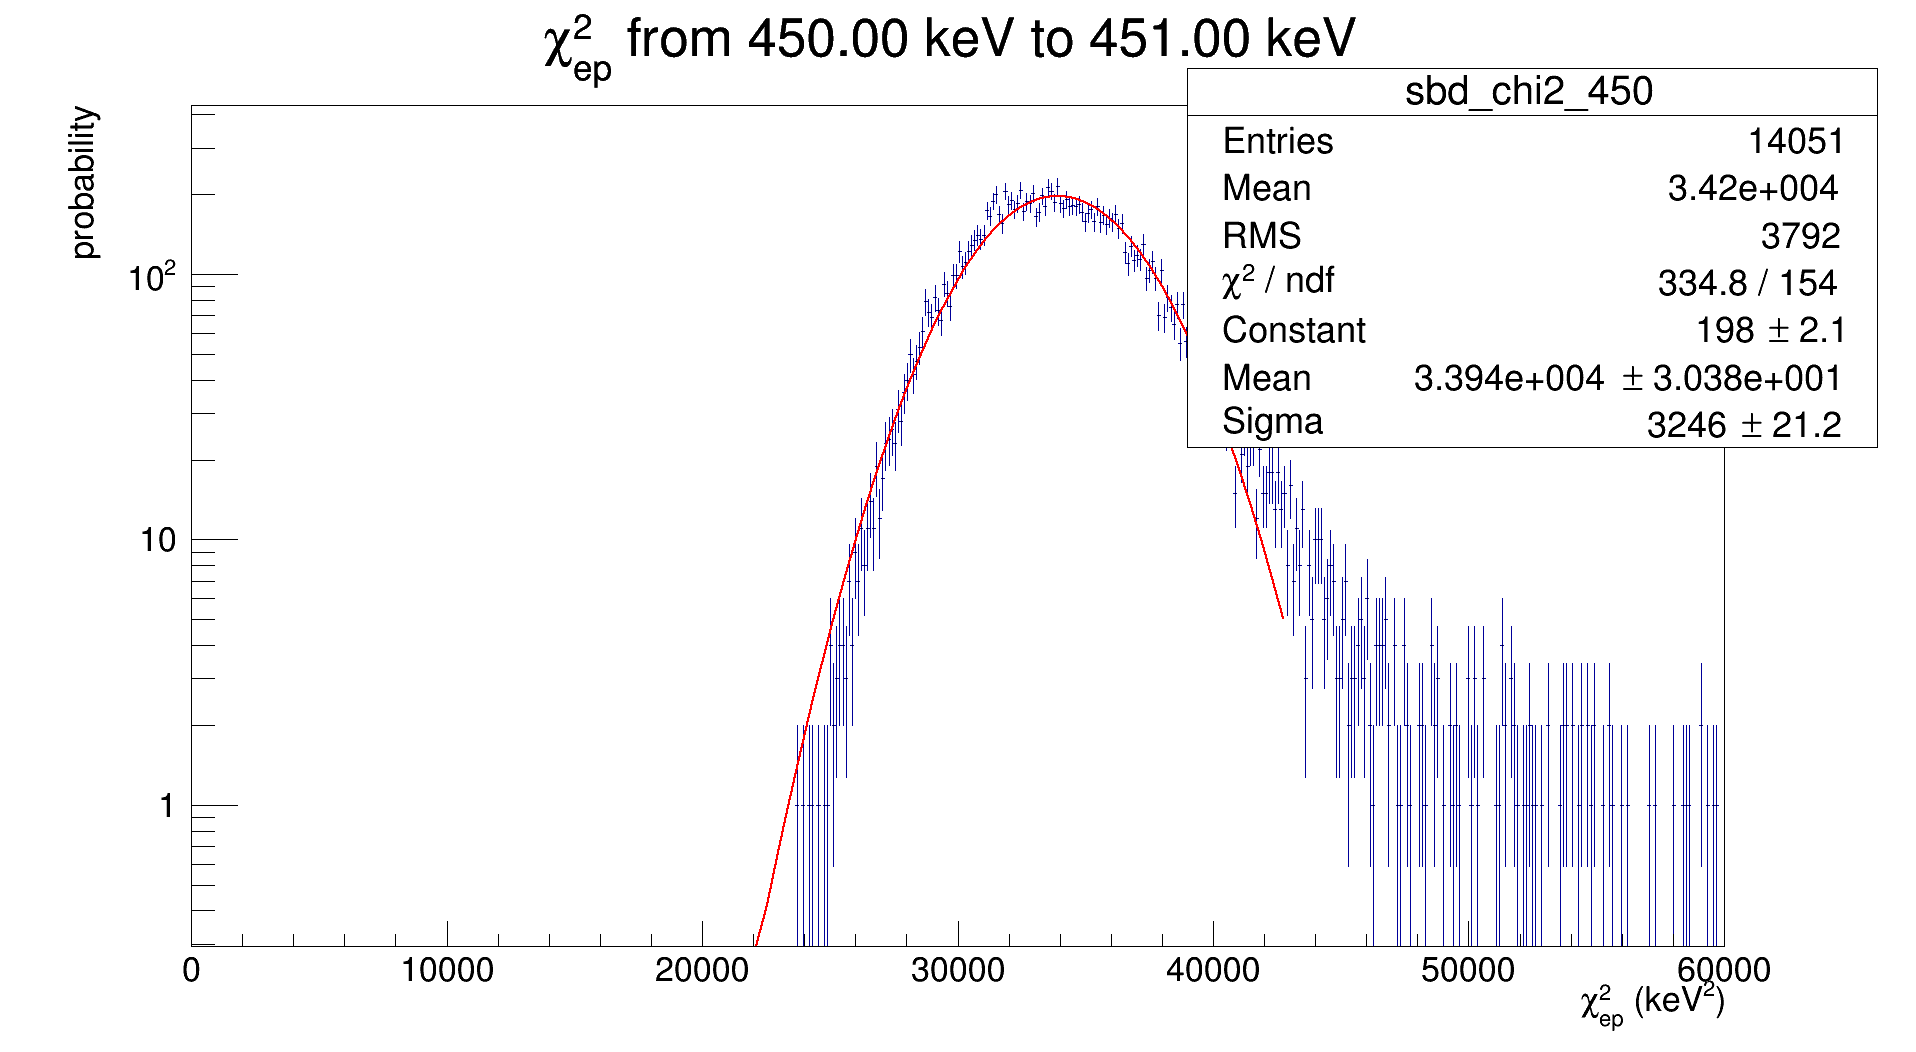 χ²ep from 450.00 keV to 451.00 keV
probability
sbd_chi2_450
Entries 14051
Mean 3.42e+004
RMS 3792
χ² / ndf 334.8 / 154
Constant 198 ± 2.1
Mean 3.394e+004 ± 3.038e+001
Sigma 3246 ± 21.2
10²
10
1
0 10000 20000 30000 40000 50000 60000
χ²ep (keV²)